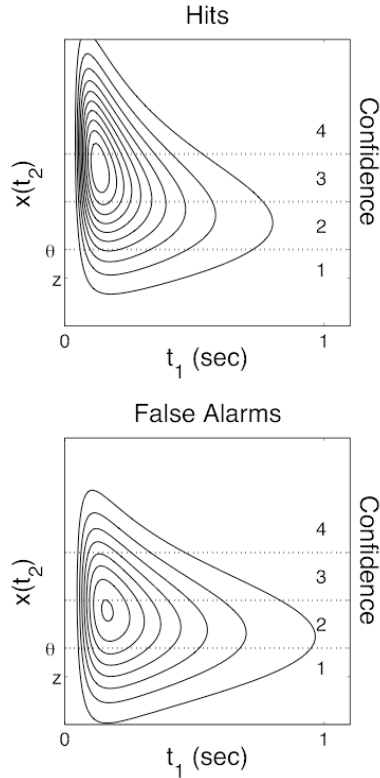 Hits
x(t₂)
θ
z
4
3
2
1
Confidence
0
1
t₁ (sec)
False Alarms
x(t₂)
θ
z
4
3
2
1
Confidence
0
1
t₁ (sec)